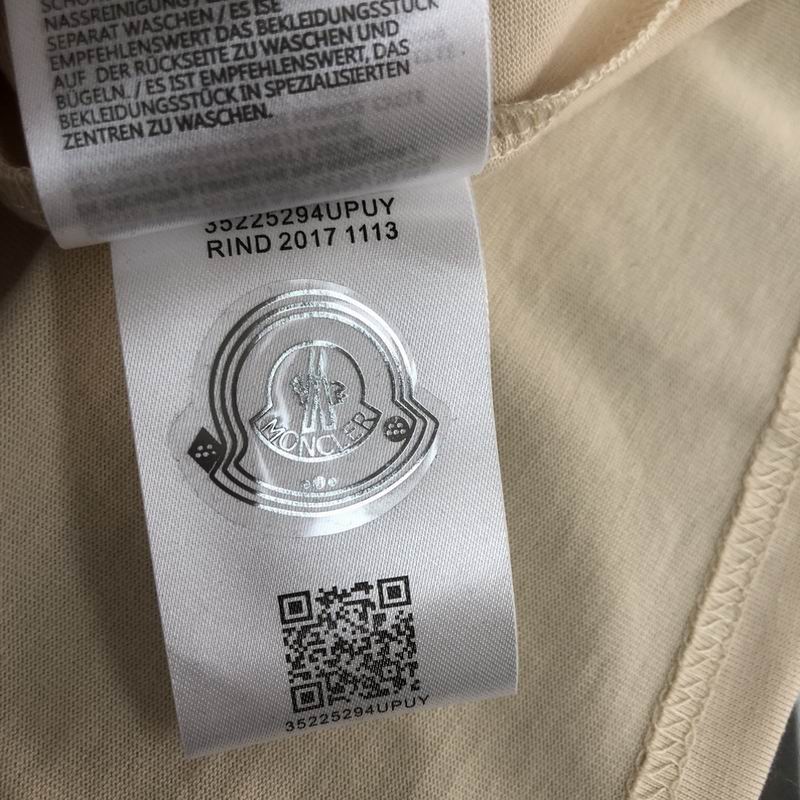 NASSREINIGUNG/
SEPARAT WASCHEN / ES ISE
EMPFEHLENSWERT DAS BEKLEIDUNGSSTÜCK
AUF DER RÜCKSEITE ZU WASCHEN UND
BÜGELN. / ES IST EMPFEHLENSWERT, DAS
BEKLEIDUNGSSTÜCK IN SPEZIALISIERTEN
ZENTREN ZU WASCHEN.
35225294UPUY
RIND 2017 1113
MONCLER
35225294UPUY